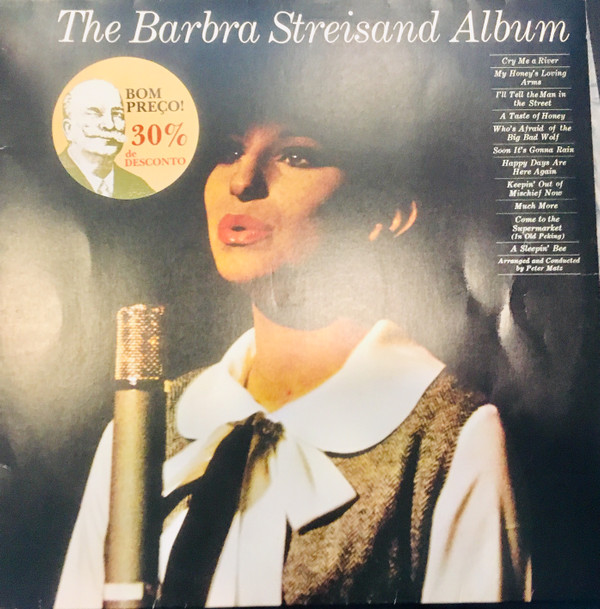 The Barbra Streisand Album
BOM
PREÇO!
30%
de
DESCONTO
Cry Me a River
My Honey's Loving
Arms
I'll Tell the Man in
the Street
A Taste of Honey
Who's Afraid of the
Big Bad Wolf
Soon It's Gonna Rain
Happy Days Are
Here Again
Keepin' Out of
Mischief Now
Much More
Come to the
Supermarket
(In Old Peking)
A Sleepin' Bee
Arranged and Conducted
by Peter Matz